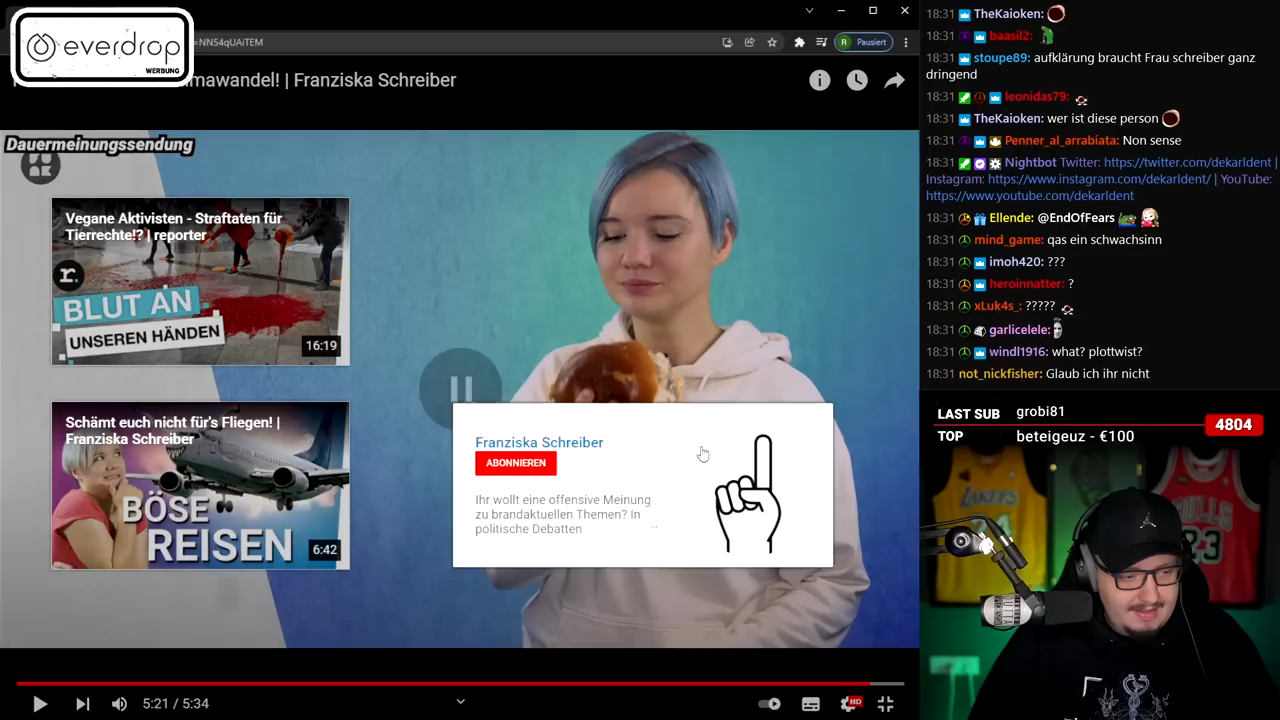 everdrop
WERBUNG
=NN54qUAiTEM
R
Pausiert
mawandel! | Franziska Schreiber
Dauermeinungssendung
Vegane Aktivisten - Straftaten für
Tierrechte!? | reporter
r.
BLUT AN
UNSEREN HÄNDEN
16:19
Schämt euch nicht für's Fliegen! |
Franziska Schreiber
BÖSE
REISEN
6:42
Franziska Schreiber
ABONNIEREN
Ihr wollt eine offensive Meinung
zu brandaktuellen Themen? In
politische Debatten
...
5:21 / 5:34
HD
18:31 TheKaioken:
18:31 baasil2:
18:31 stoupe89: aufklärung braucht Frau schreiber ganz
dringend
18:31 leonidas79:
18:31 TheKaioken: wer ist diese person
18:31 Penner_al_arrabiata: Non sense
18:31 Nightbot Twitter: https://twitter.com/dekarldent |
Instagram: https://www.instagram.com/dekarldent/ | YouTube:
https://www.youtube.com/dekarldent
18:31 Ellende: @EndOfFears
18:31 mind_game: qas ein schwachsinn
18:31 imoh420: ???
18:31 heroinnatter: ?
18:31 xLuk4s_: ?????
18:31 garlicelele:
18:31 windl1916: what? plottwist?
18:31 not_nickfisher: Glaub ich ihr nicht
LAST SUB grobi81
4804
TOP beteigeuz - €100
LAKERS
BULLS
23